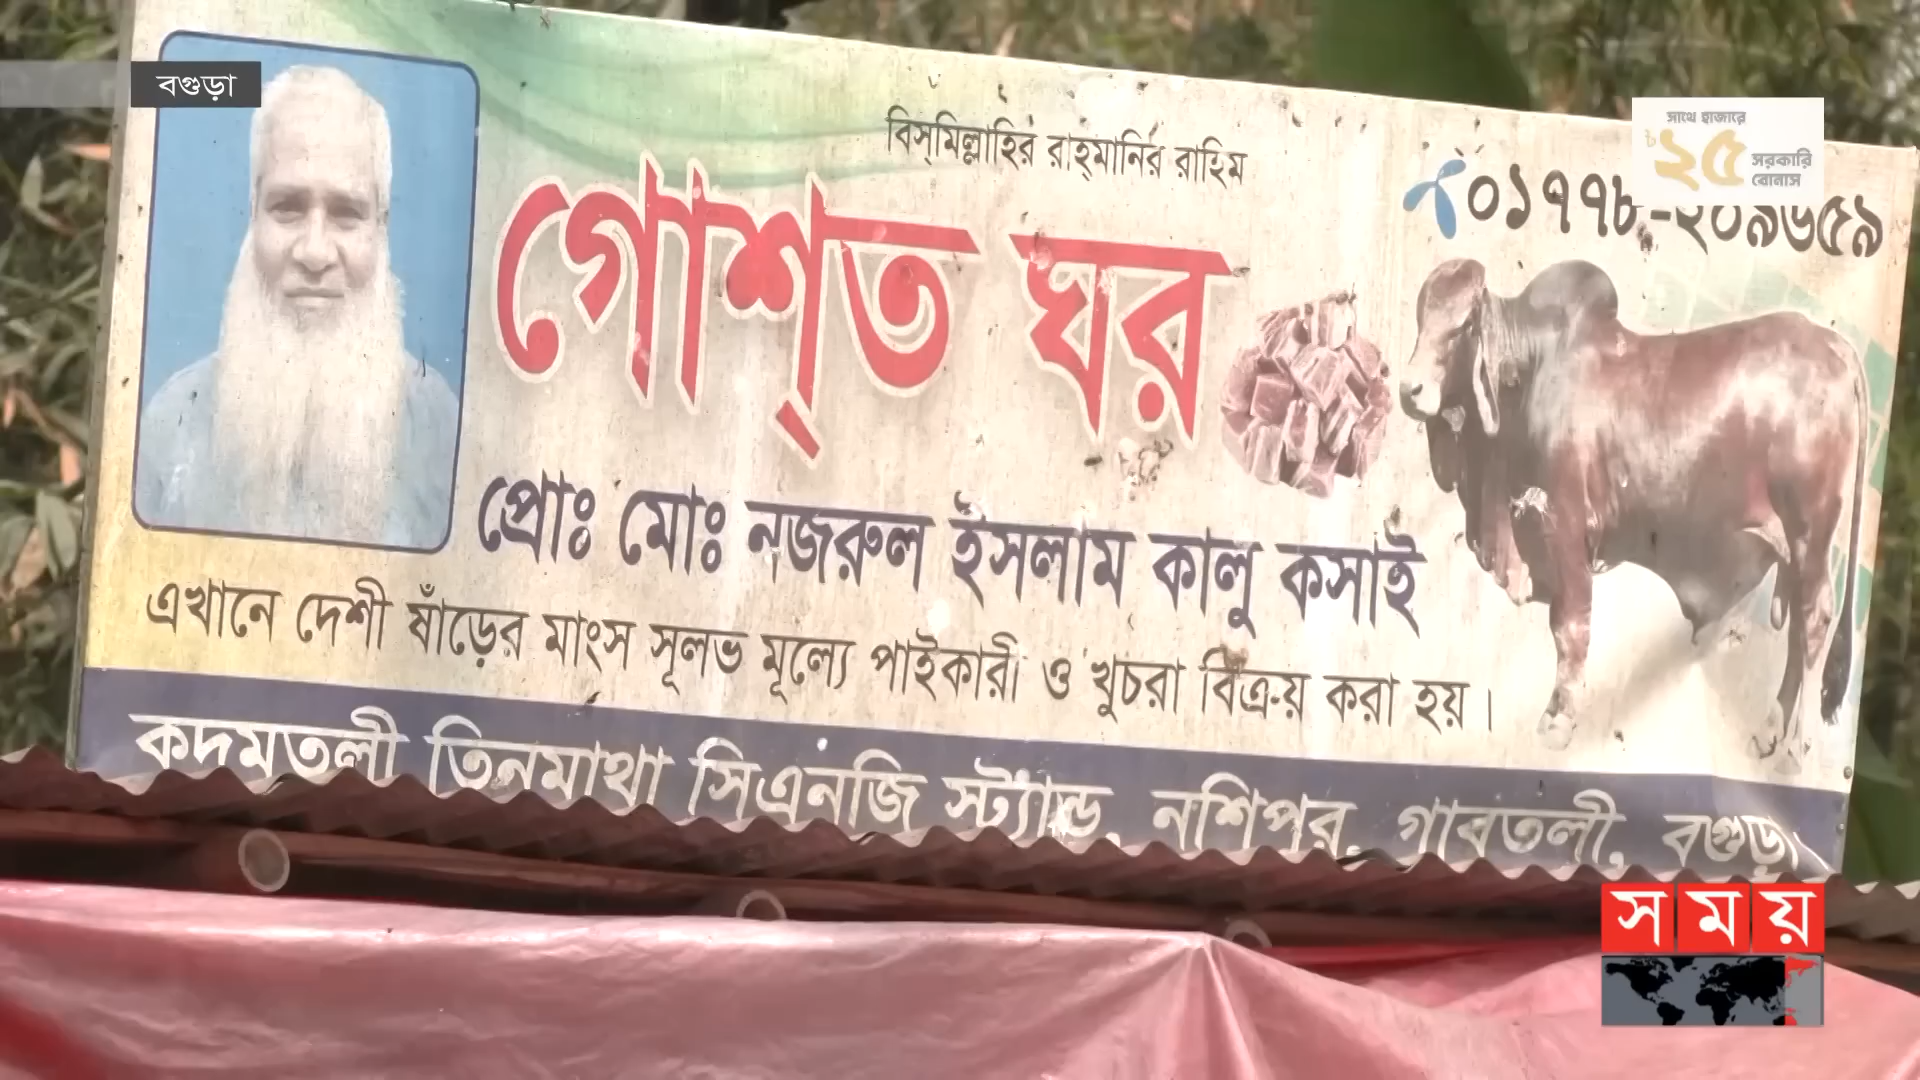 বগুড়া
বিস্‌মিল্লাহির রাহ্‌মানির রাহিম
সাথে হাজারে
৳২৫ সরকারি বোনাস
০১৭৭৮-২০৯৬৫৯
গোশ্‌ত ঘর
প্রোঃ মোঃ নজরুল ইসলাম কালু কসাই
এখানে দেশী ষাঁড়ের মাংস সূলভ মূল্যে পাইকারী ও খুচরা বিক্রয় করা হয়।
কদমতলী তিনমাথা সিএনজি স্ট্যান্ড, নশিপুর, গাবতলী, বগুড়া
সময়